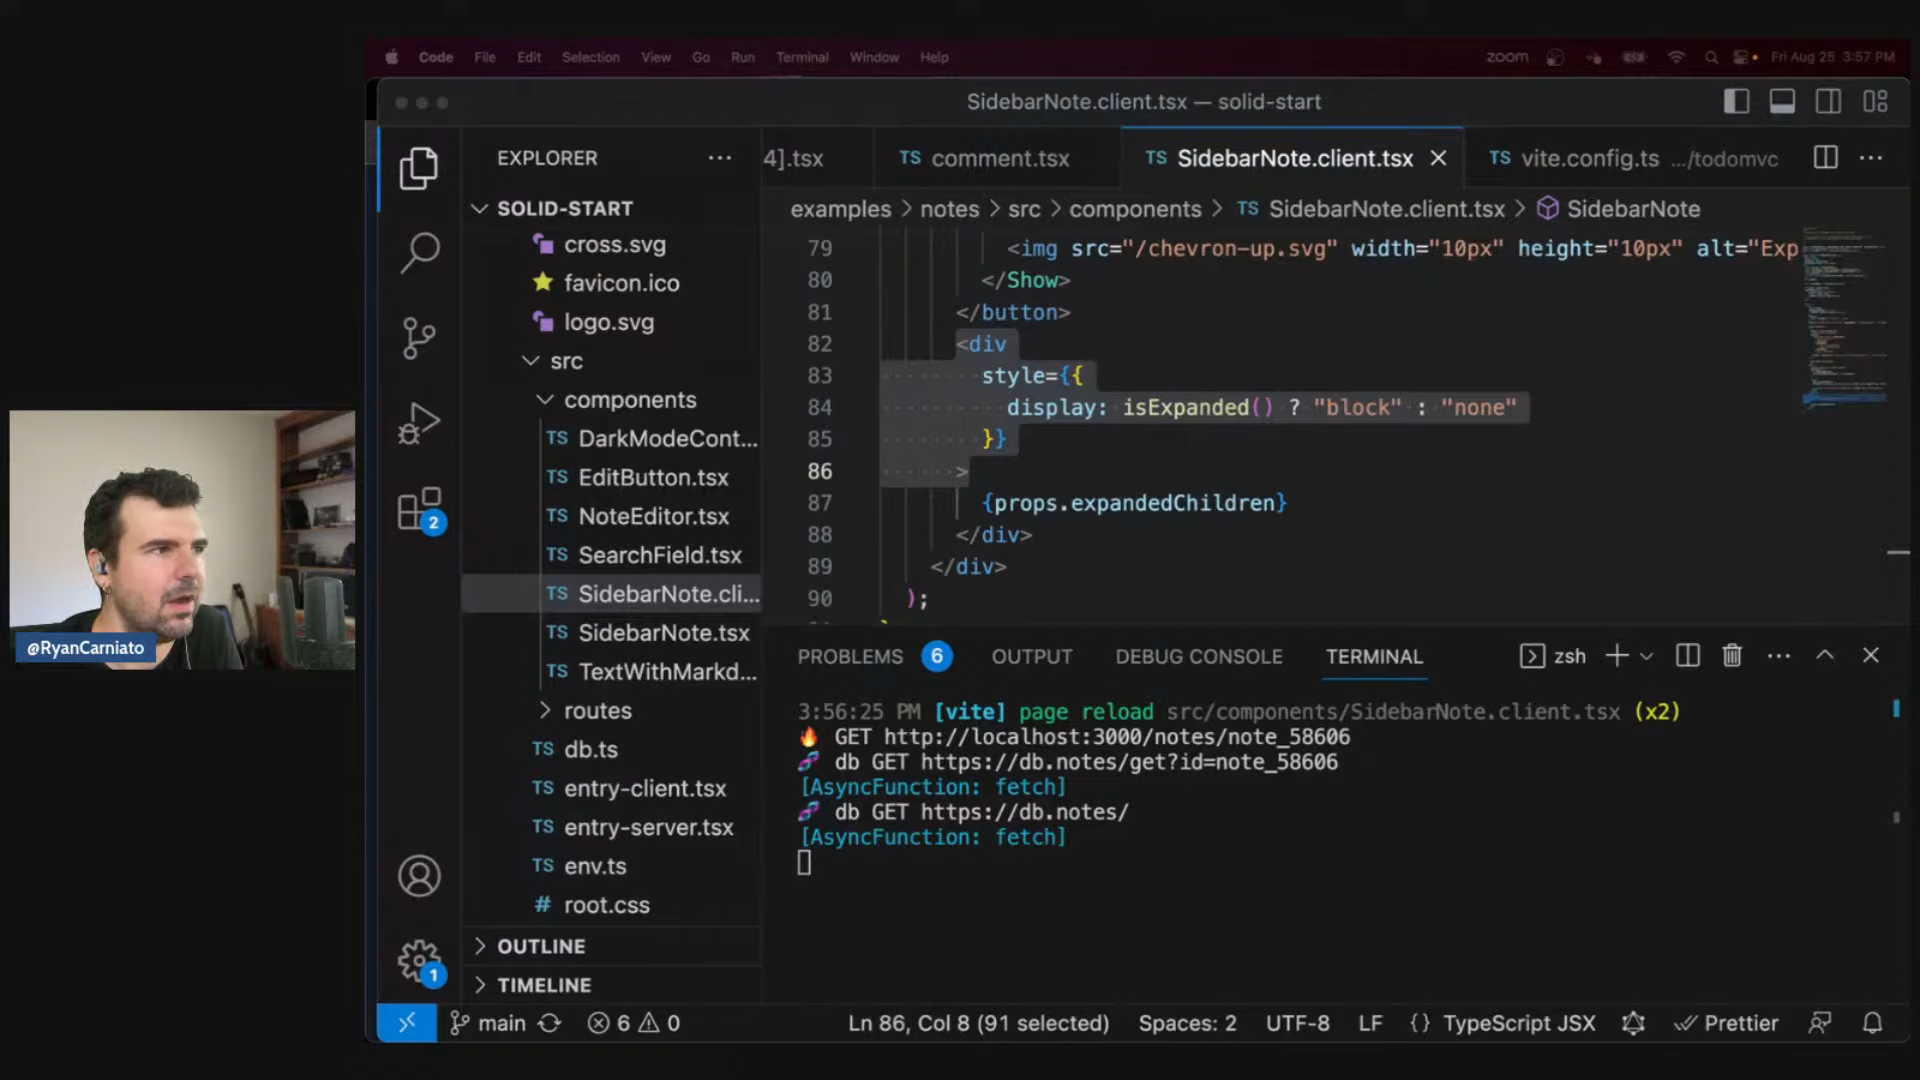 Code File Edit Selection View Go Run Terminal Window Help
zoom Fri Aug 25 3:57 PM
SidebarNote.client.tsx — solid-start
EXPLORER
SOLID-START
cross.svg
favicon.ico
logo.svg
src
components
TS DarkModeCont...
TS EditButton.tsx
TS NoteEditor.tsx
TS SearchField.tsx
TS SidebarNote.cli...
TS SidebarNote.tsx
TS TextWithMarkd...
routes
TS db.ts
TS entry-client.tsx
TS entry-server.tsx
TS env.ts
# root.css
OUTLINE
TIMELINE
2
1
4].tsx TS comment.tsx TS SidebarNote.client.tsx TS vite.config.ts .../todomvc
examples > notes > src > components > TS SidebarNote.client.tsx > SidebarNote
79 <img src="/chevron-up.svg" width="10px" height="10px" alt="Exp
80 </Show>
81 </button>
82 <div
83 style={{
84 display: isExpanded() ? "block" : "none"
85 }}
86 >
87 {props.expandedChildren}
88 </div>
89 </div>
90 );
PROBLEMS 6 OUTPUT DEBUG CONSOLE TERMINAL zsh
3:56:25 PM [vite] page reload src/components/SidebarNote.client.tsx (x2)
🔥 GET http://localhost:3000/notes/note_58606
🧬 db GET https://db.notes/get?id=note_58606
[AsyncFunction: fetch]
🧬 db GET https://db.notes/
[AsyncFunction: fetch]
main 6 0 Ln 86, Col 8 (91 selected) Spaces: 2 UTF-8 LF {} TypeScript JSX Prettier
@RyanCarniato